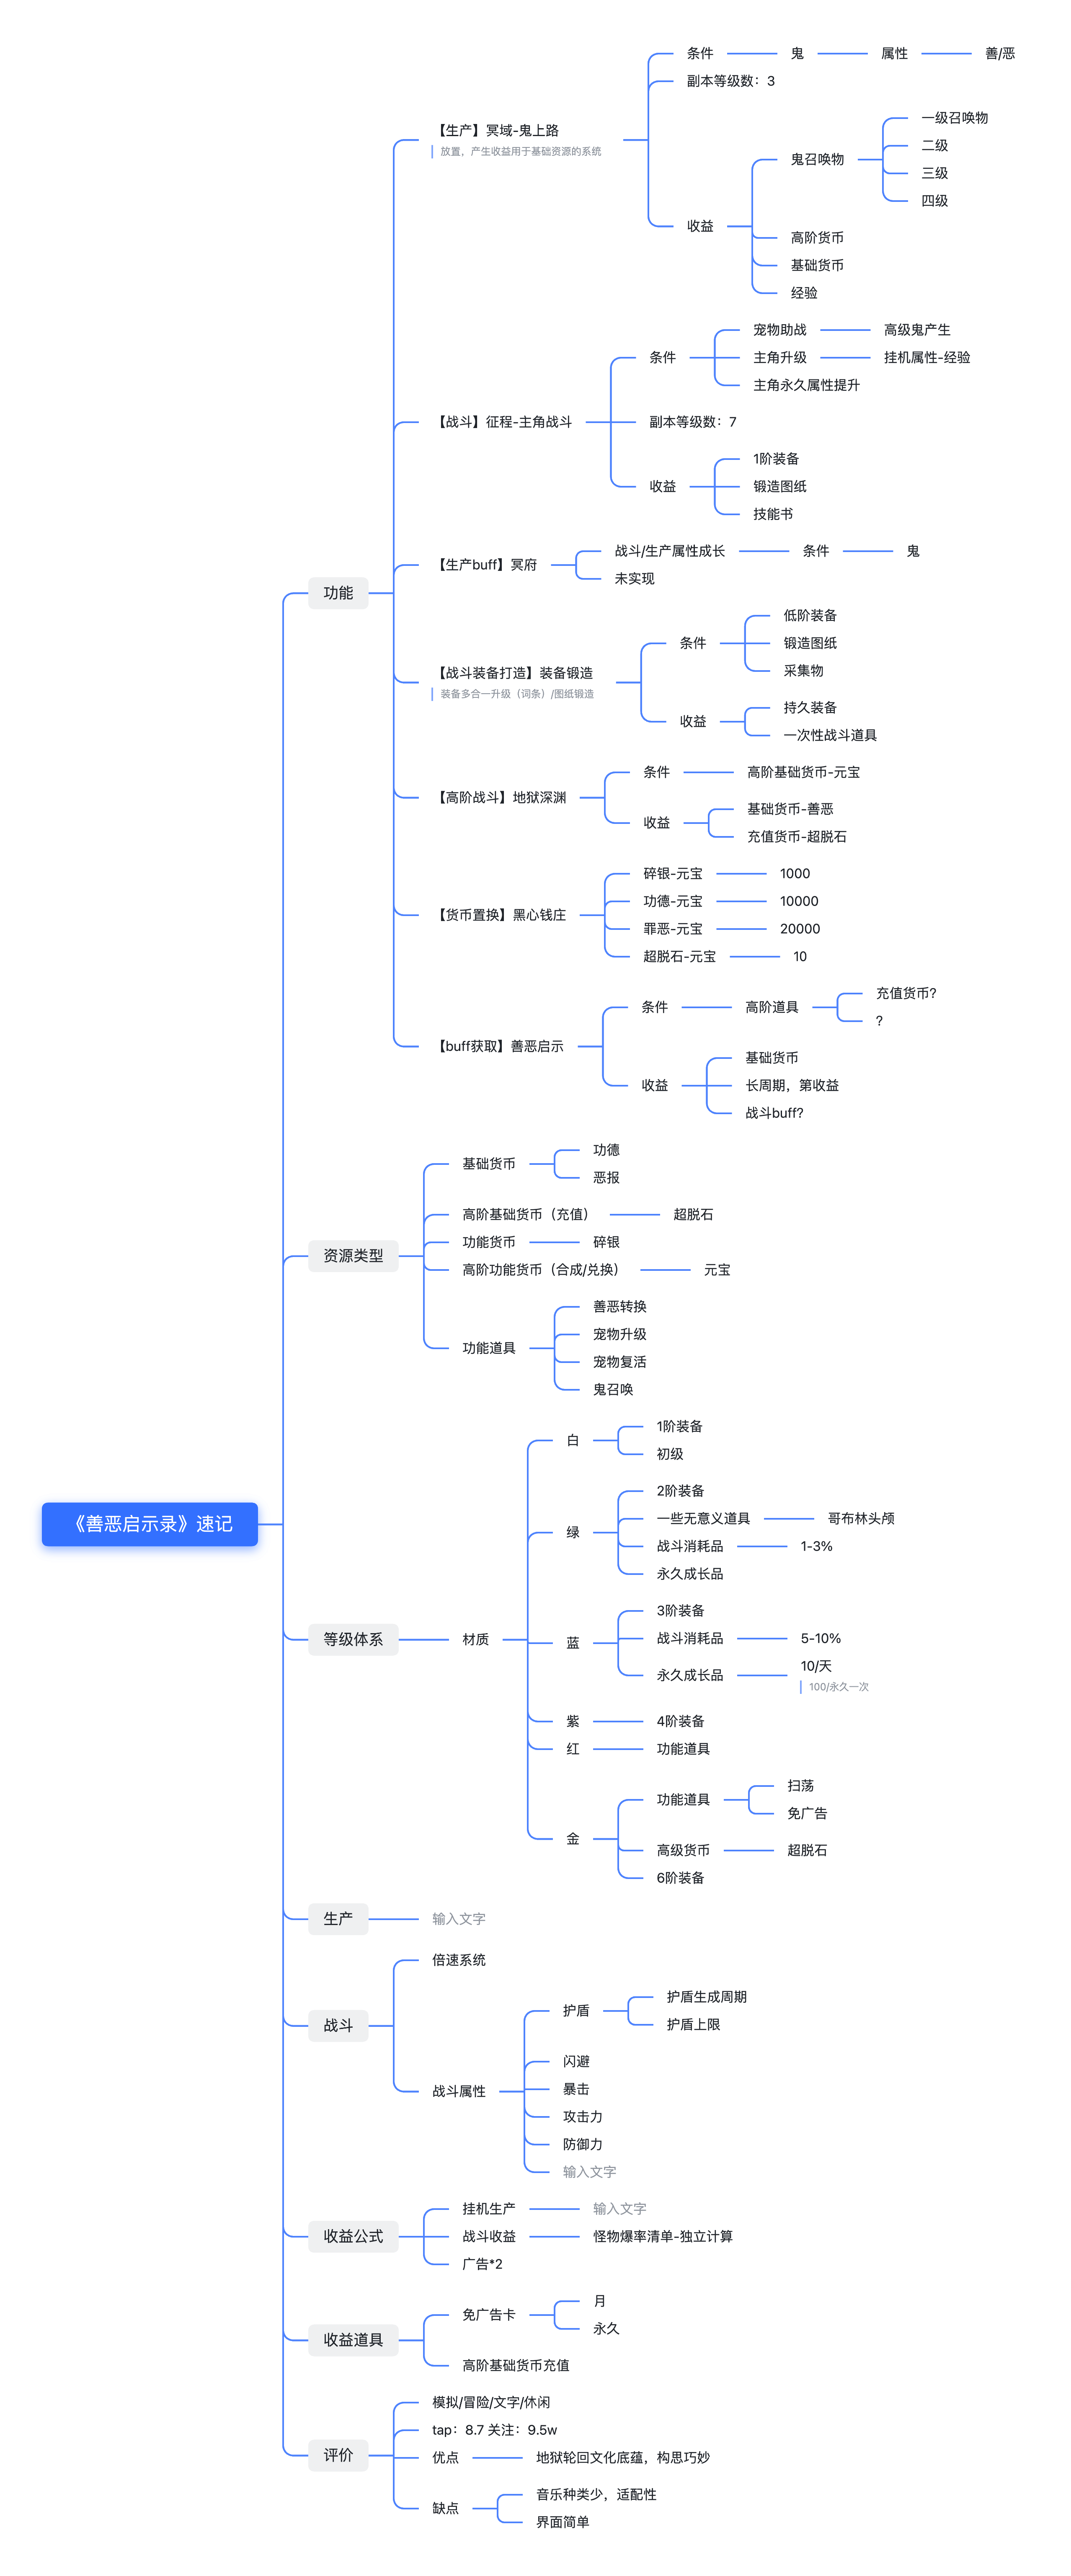 《善恶启示录》速记
功能
【生产】冥域-鬼上路
放置，产生收益用于基础资源的系统
条件
鬼
属性
善/恶
副本等级数：3
收益
鬼召唤物
一级召唤物
二级
三级
四级
高阶货币
基础货币
经验
【战斗】征程-主角战斗
条件
宠物助战
高级鬼产生
主角升级
挂机属性-经验
主角永久属性提升
副本等级数：7
收益
1阶装备
锻造图纸
技能书
【生产buff】冥府
战斗/生产属性成长
条件
鬼
未实现
【战斗装备打造】装备锻造
装备多合一升级（词条）/图纸锻造
条件
低阶装备
锻造图纸
采集物
收益
持久装备
一次性战斗道具
【高阶战斗】地狱深渊
条件
高阶基础货币-元宝
收益
基础货币-善恶
充值货币-超脱石
【货币置换】黑心钱庄
碎银-元宝
1000
功德-元宝
10000
罪恶-元宝
20000
超脱石-元宝
10
【buff获取】善恶启示
条件
高阶道具
充值货币?
?
收益
基础货币
长周期，第收益
战斗buff?
资源类型
基础货币
功德
恶报
高阶基础货币（充值）
超脱石
功能货币
碎银
高阶功能货币（合成/兑换）
元宝
功能道具
善恶转换
宠物升级
宠物复活
鬼召唤
等级体系
材质
白
1阶装备
初级
绿
2阶装备
一些无意义道具
哥布林头颅
战斗消耗品
1-3%
永久成长品
蓝
3阶装备
战斗消耗品
5-10%
永久成长品
10/天
100/永久一次
紫
4阶装备
红
功能道具
金
功能道具
扫荡
免广告
高级货币
超脱石
6阶装备
生产
输入文字
战斗
倍速系统
战斗属性
护盾
护盾生成周期
护盾上限
闪避
暴击
攻击力
防御力
输入文字
收益公式
挂机生产
输入文字
战斗收益
怪物爆率清单-独立计算
广告*2
收益道具
免广告卡
月
永久
高阶基础货币充值
评价
模拟/冒险/文字/休闲
tap：8.7 关注：9.5w
优点
地狱轮回文化底蕴，构思巧妙
缺点
音乐种类少，适配性
界面简单